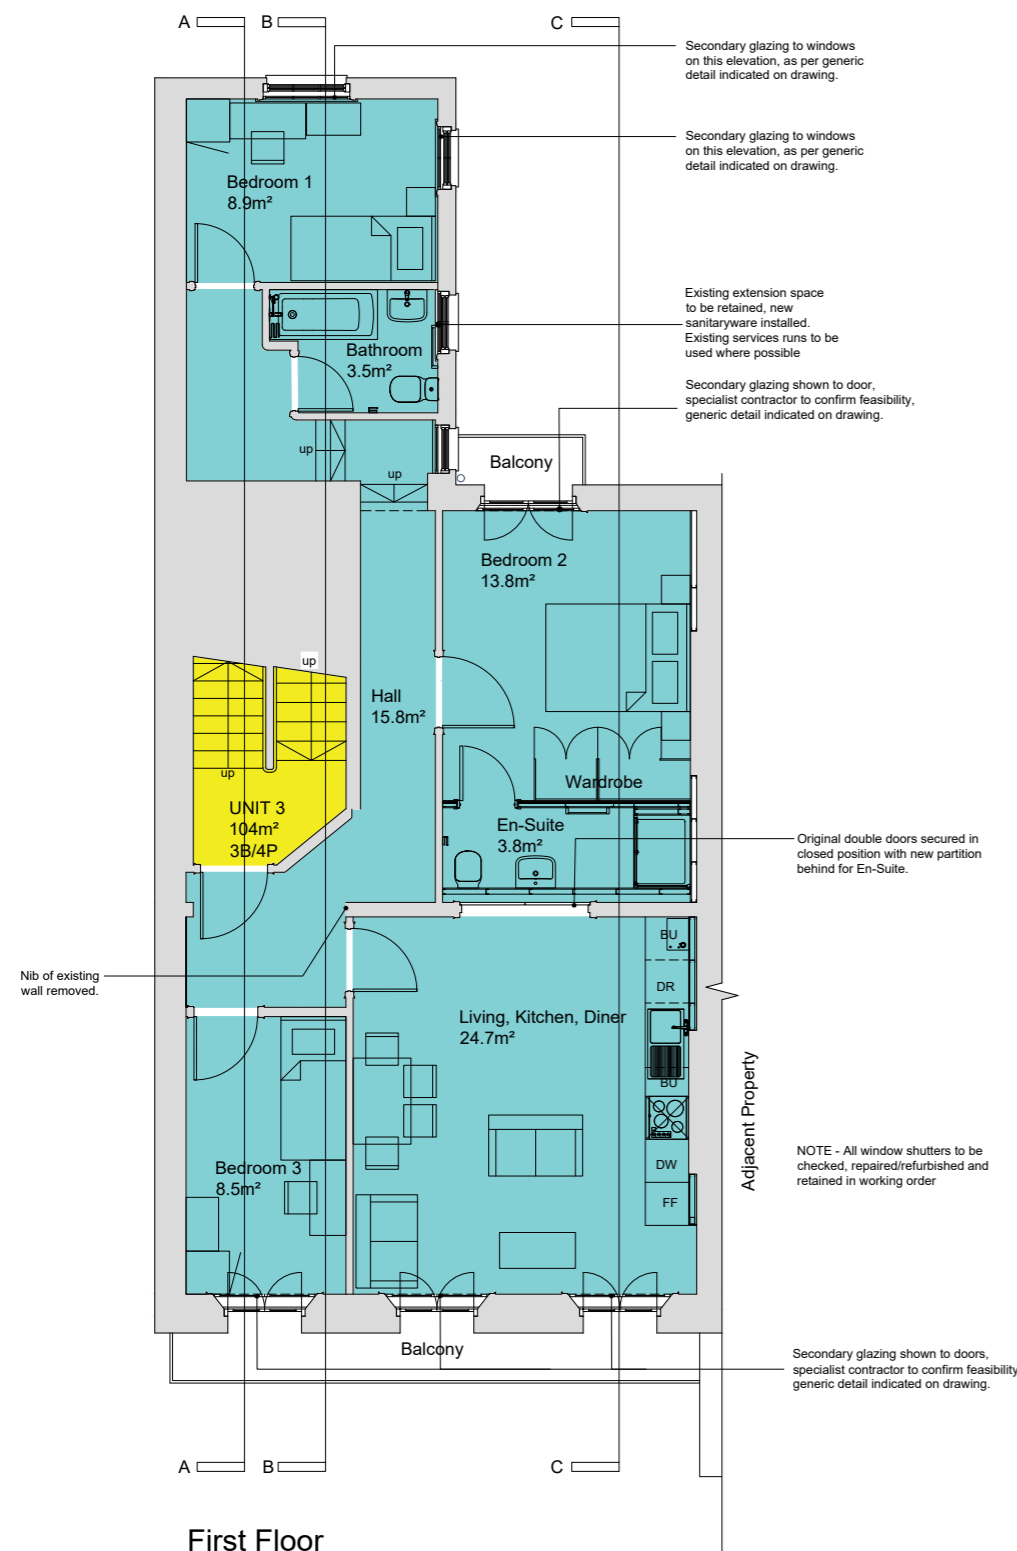 A
B
C
Secondary glazing to windows
on this elevation, as per generic
detail indicated on drawing.
Secondary glazing to windows
on this elevation, as per generic
detail indicated on drawing.
Bedroom 1
8.9m²
Existing extension space
to be retained, new
sanitaryware installed.
Existing services runs to be
used where possible
Bathroom
3.5m²
Secondary glazing shown to door,
specialist contractor to confirm feasibility,
generic detail indicated on drawing.
up
up
Balcony
Bedroom 2
13.8m²
up
Hall
15.8m²
up
Wardrobe
UNIT 3
104m²
3B/4P
En-Suite
3.8m²
Original double doors secured in
closed position with new partition
behind for En-Suite.
BU
Nib of existing
wall removed.
DR
Living, Kitchen, Diner
24.7m²
BU
Adjacent Property
NOTE - All window shutters to be
checked, repaired/refurbished and
retained in working order
DW
Bedroom 3
8.5m²
FF
Balcony
Secondary glazing shown to doors,
specialist contractor to confirm feasibility
generic detail indicated on drawing.
A
B
C
First Floor